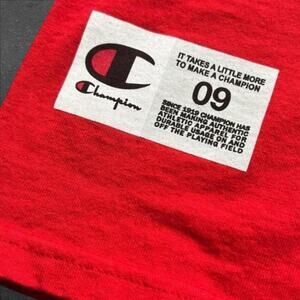 Champion
IT TAKES A LITTLE MORE
TO MAKE A CHAMPION
09
SINCE 1919 CHAMPION HAS
BEEN MAKING AUTHENTIC
ATHLETIC APPAREL FOR
DURABLE USAGE ON AND
OFF THE PLAYING FIELD